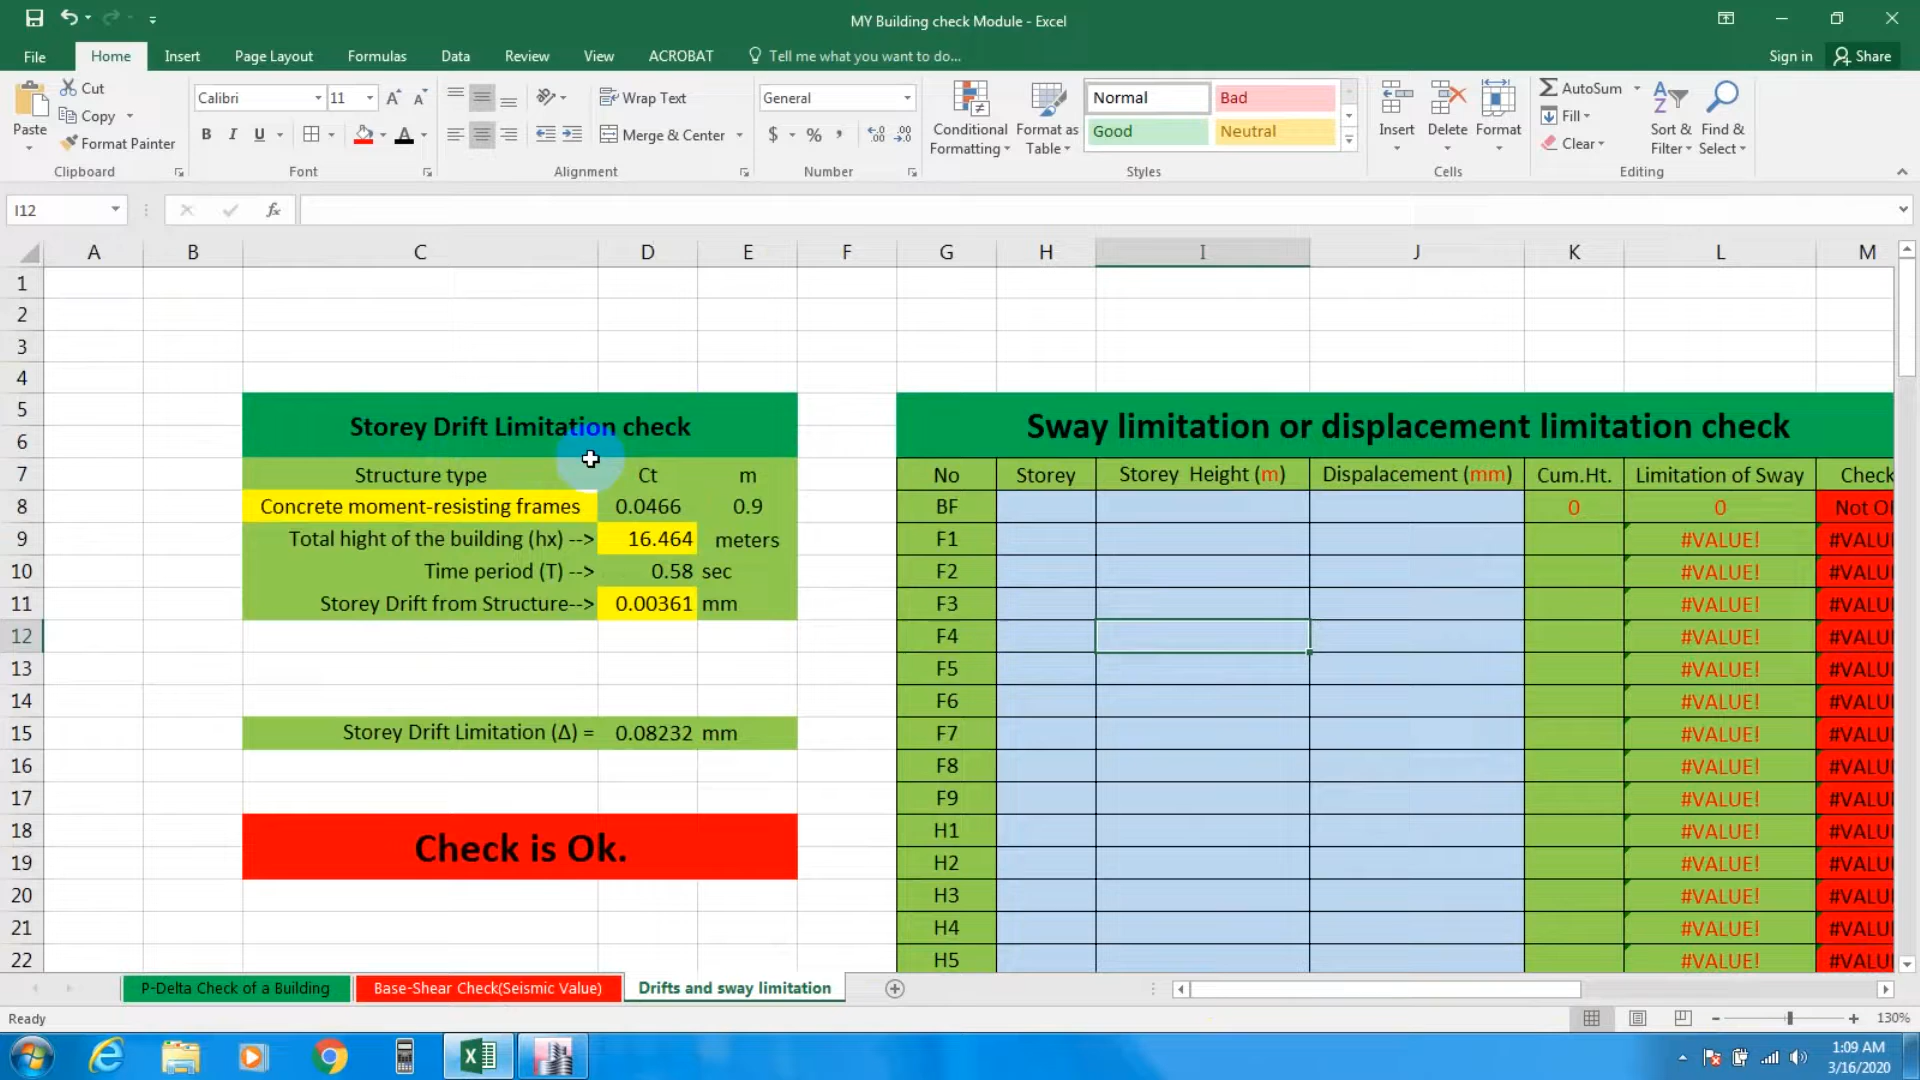 MY Building check Module - Excel
File Home Insert Page Layout Formulas Data Review View ACROBAT Tell me what you want to do... Sign in Share
Paste Cut Copy Format Painter Clipboard
Calibri 11 A A B I U A Font
Wrap Text Merge & Center Alignment
General $ % , Number
Conditional Formatting Format as Table
Normal Bad Good Neutral Styles
Insert Delete Format Cells
AutoSum Fill Clear Sort & Filter Find & Select Editing
I12 fx
A B C D E F G H I J K L M
1
2
3
4
5
6
7
8
9
10
11
12
13
14
15
16
17
18
19
20
21
22
Storey Drift Limitation check
Structure type Ct m
Concrete moment-resisting frames 0.0466 0.9
Total hight of the building (hx) --> 16.464 meters
Time period (T) --> 0.58 sec
Storey Drift from Structure--> 0.00361 mm
Storey Drift Limitation (Δ) = 0.08232 mm
Check is Ok.
Sway limitation or displacement limitation check
No Storey Storey Height (m) Dispalacement (mm) Cum.Ht. Limitation of Sway Check
BF 0 0 Not O
F1 #VALUE! #VALU
F2 #VALUE! #VALU
F3 #VALUE! #VALU
F4 #VALUE! #VALU
F5 #VALUE! #VALU
F6 #VALUE! #VALU
F7 #VALUE! #VALU
F8 #VALUE! #VALU
F9 #VALUE! #VALU
H1 #VALUE! #VALU
H2 #VALUE! #VALU
H3 #VALUE! #VALU
H4 #VALUE! #VALU
H5 #VALUE! #VALU
P-Delta Check of a Building Base-Shear Check(Seismic Value) Drifts and sway limitation
Ready 130%
1:09 AM
3/16/2020